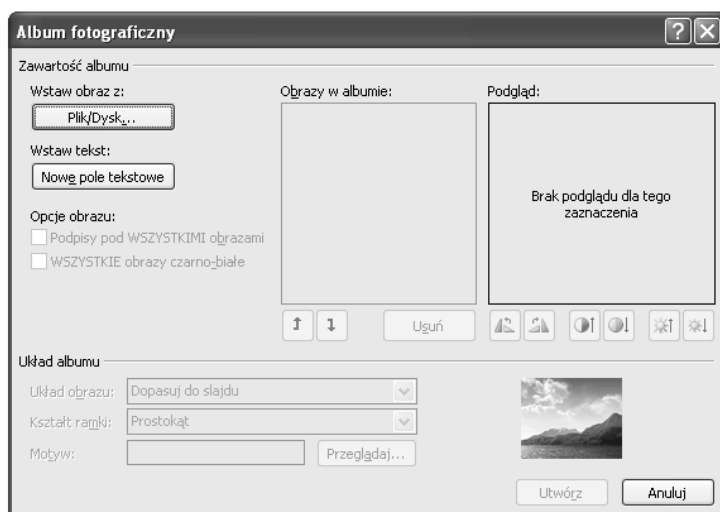 Album fotograficzny
Zawartość albumu
Wstaw obraz z:
Plik/Dysk...
Wstaw tekst:
Nowe pole tekstowe
Opcje obrazu:
Podpisy pod WSZYSTKIMI obrazami
WSZYSTKIE obrazy czarno-białe
Obrazy w albumie:
Usuń
Podgląd:
Brak podglądu dla tego
zaznaczenia
Układ albumu
Układ obrazu: Dopasuj do slajdu
Kształt ramki: Prostokąt
Motyw: Przeglądaj...
Utwórz Anuluj